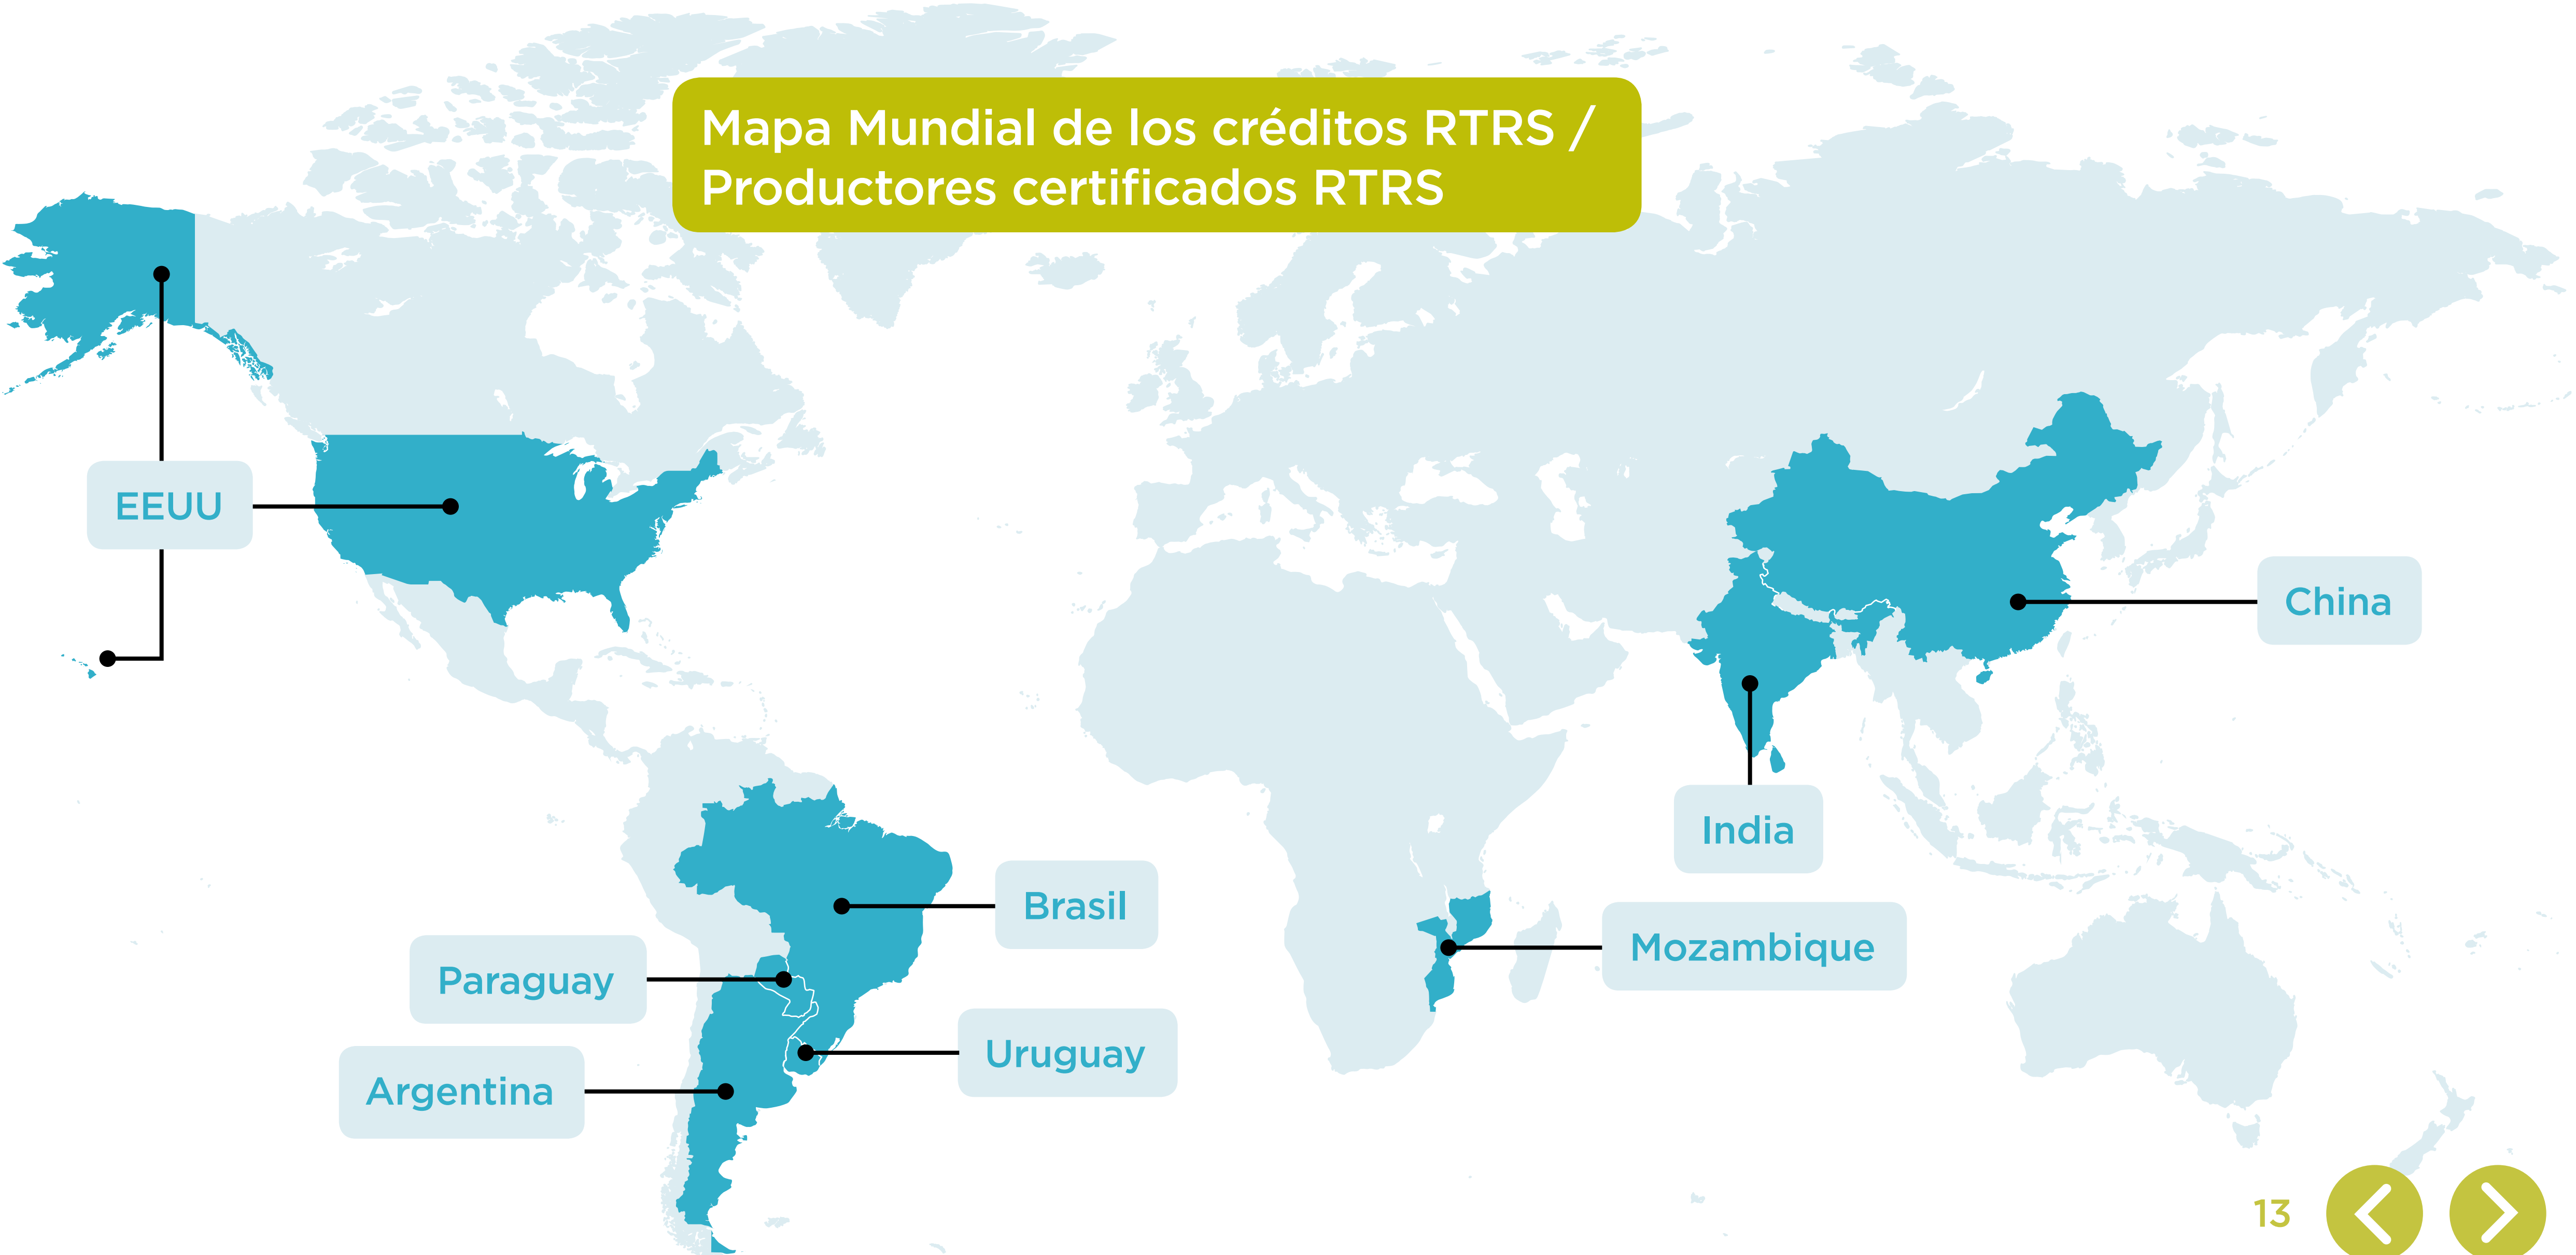 Mapa Mundial de los créditos RTRS /
Productores certificados RTRS
EEUU
China
India
Brasil
Mozambique
Paraguay
Uruguay
Argentina
13